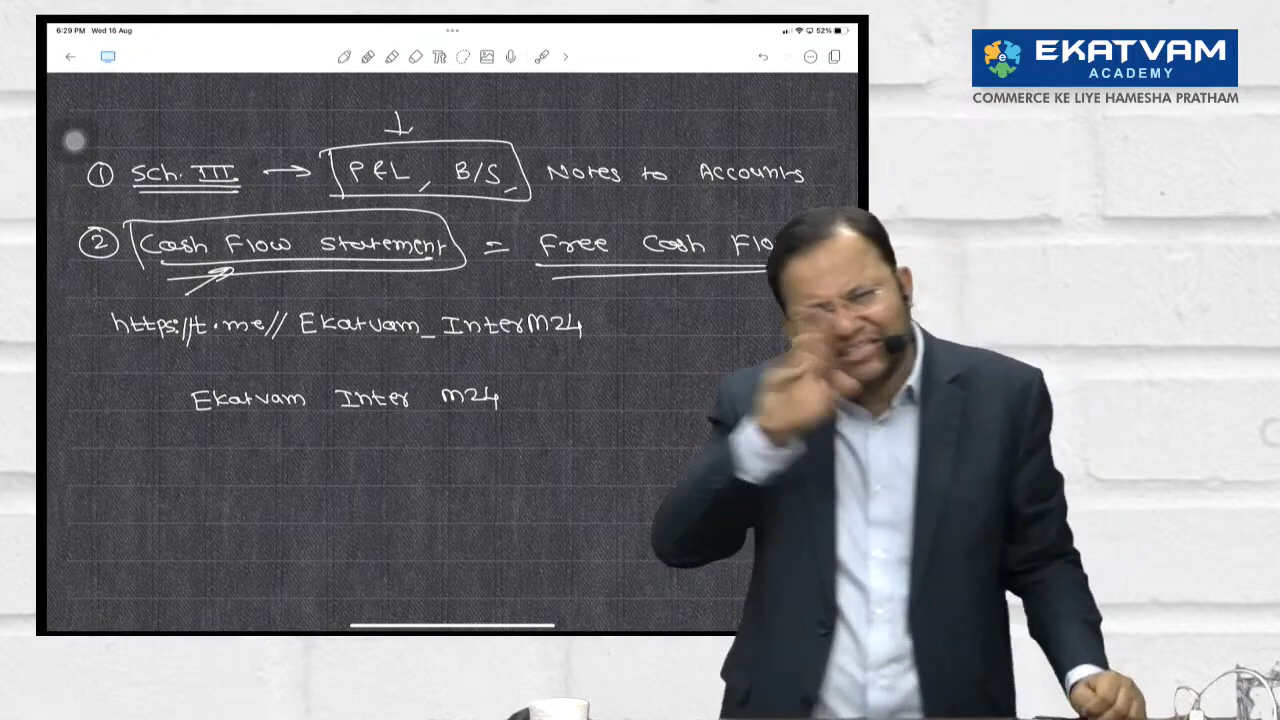 6:29 PM Wed 16 Aug
52%
EKATVAM
ACADEMY
COMMERCE KE LIYE HAMESHA PRATHAM
① Sch. III → P&L, B/S, Notes to Accounts
② Cash Flow Statement = Free Cash Flo
https://t.me// Ekatvam_InterM24
Ekatvam Inter M24